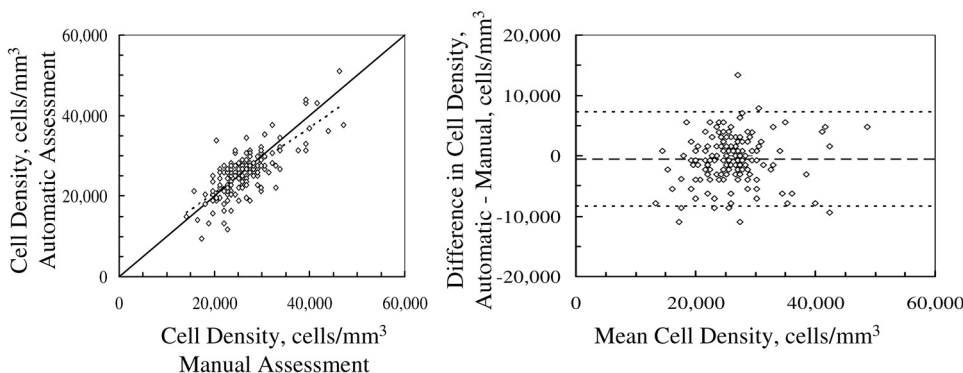 Cell Density, cells/mm³
Automatic Assessment
60,000
40,000
20,000
0
0 20,000 40,000 60,000
Cell Density, cells/mm³
Manual Assessment
Difference in Cell Density,
Automatic - Manual, cells/mm³
20,000
10,000
0
-10,000
-20,000
0 20,000 40,000 60,000
Mean Cell Density, cells/mm³